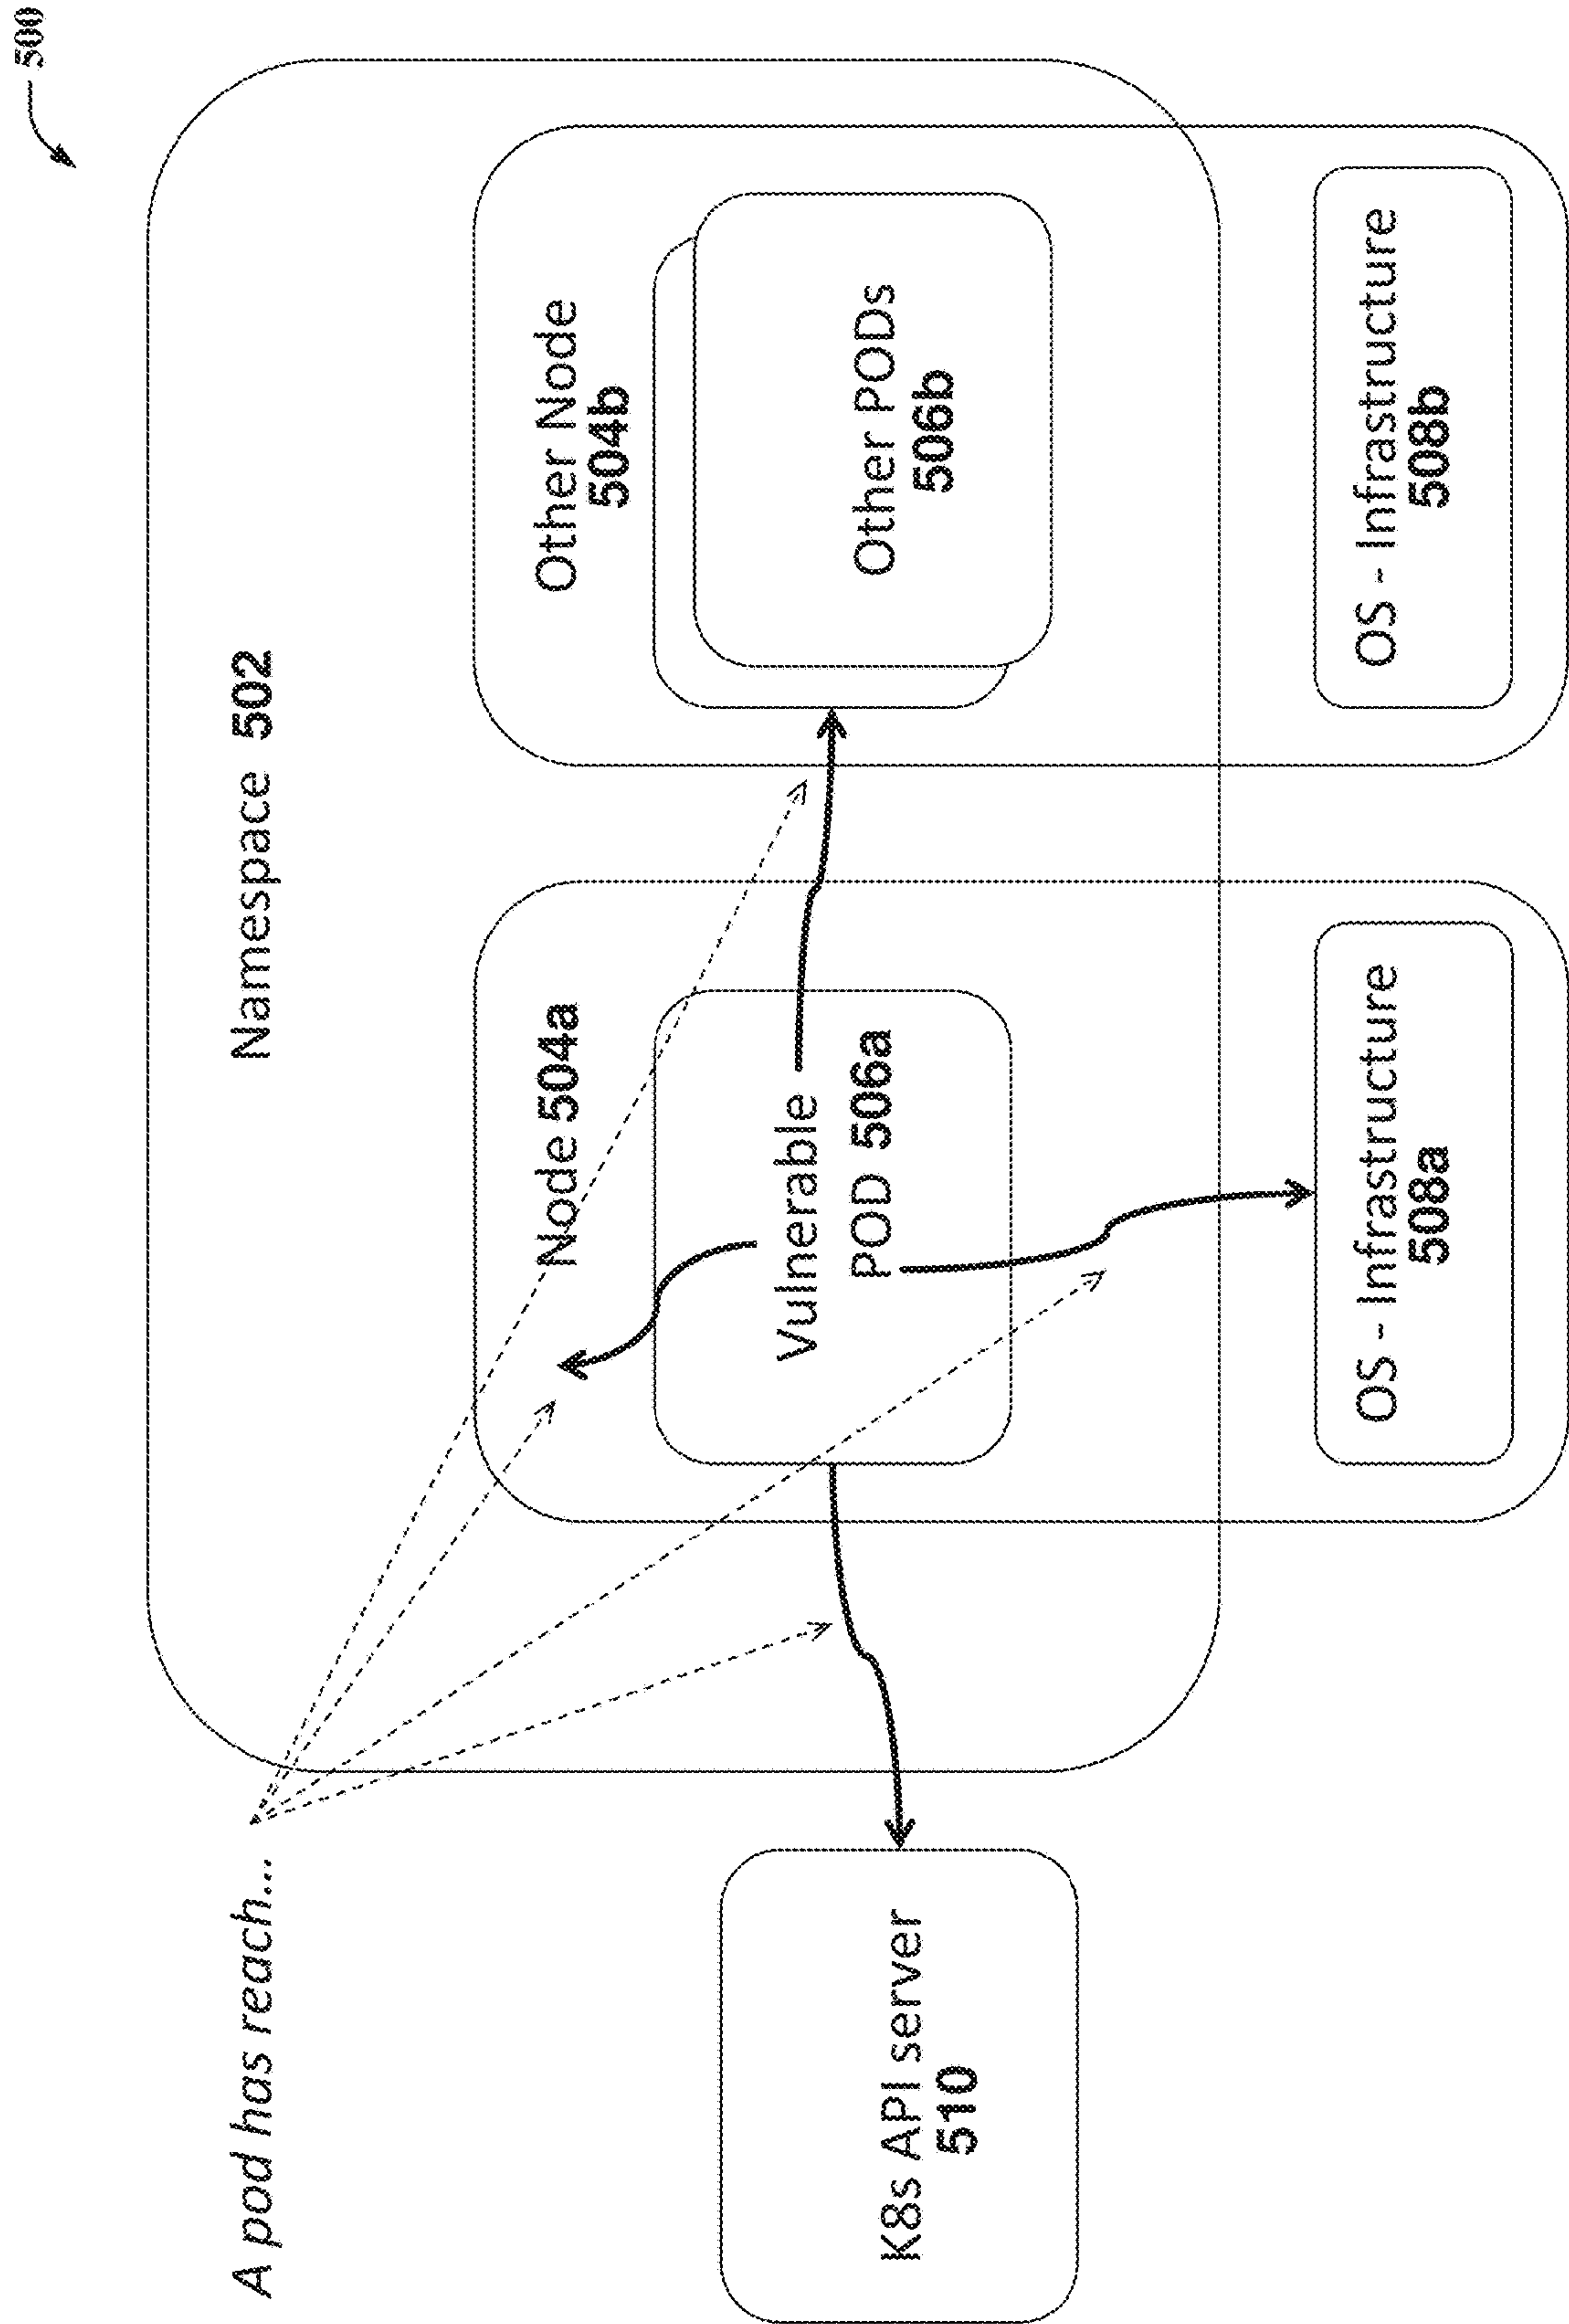 500
A pod has reach...
Namespace 502
Node 504a
Other Node
504b
Vulnerable
POD 506a
Other PODs
506b
K8s API server
510
OS - Infrastructure
508a
OS - Infrastructure
508b